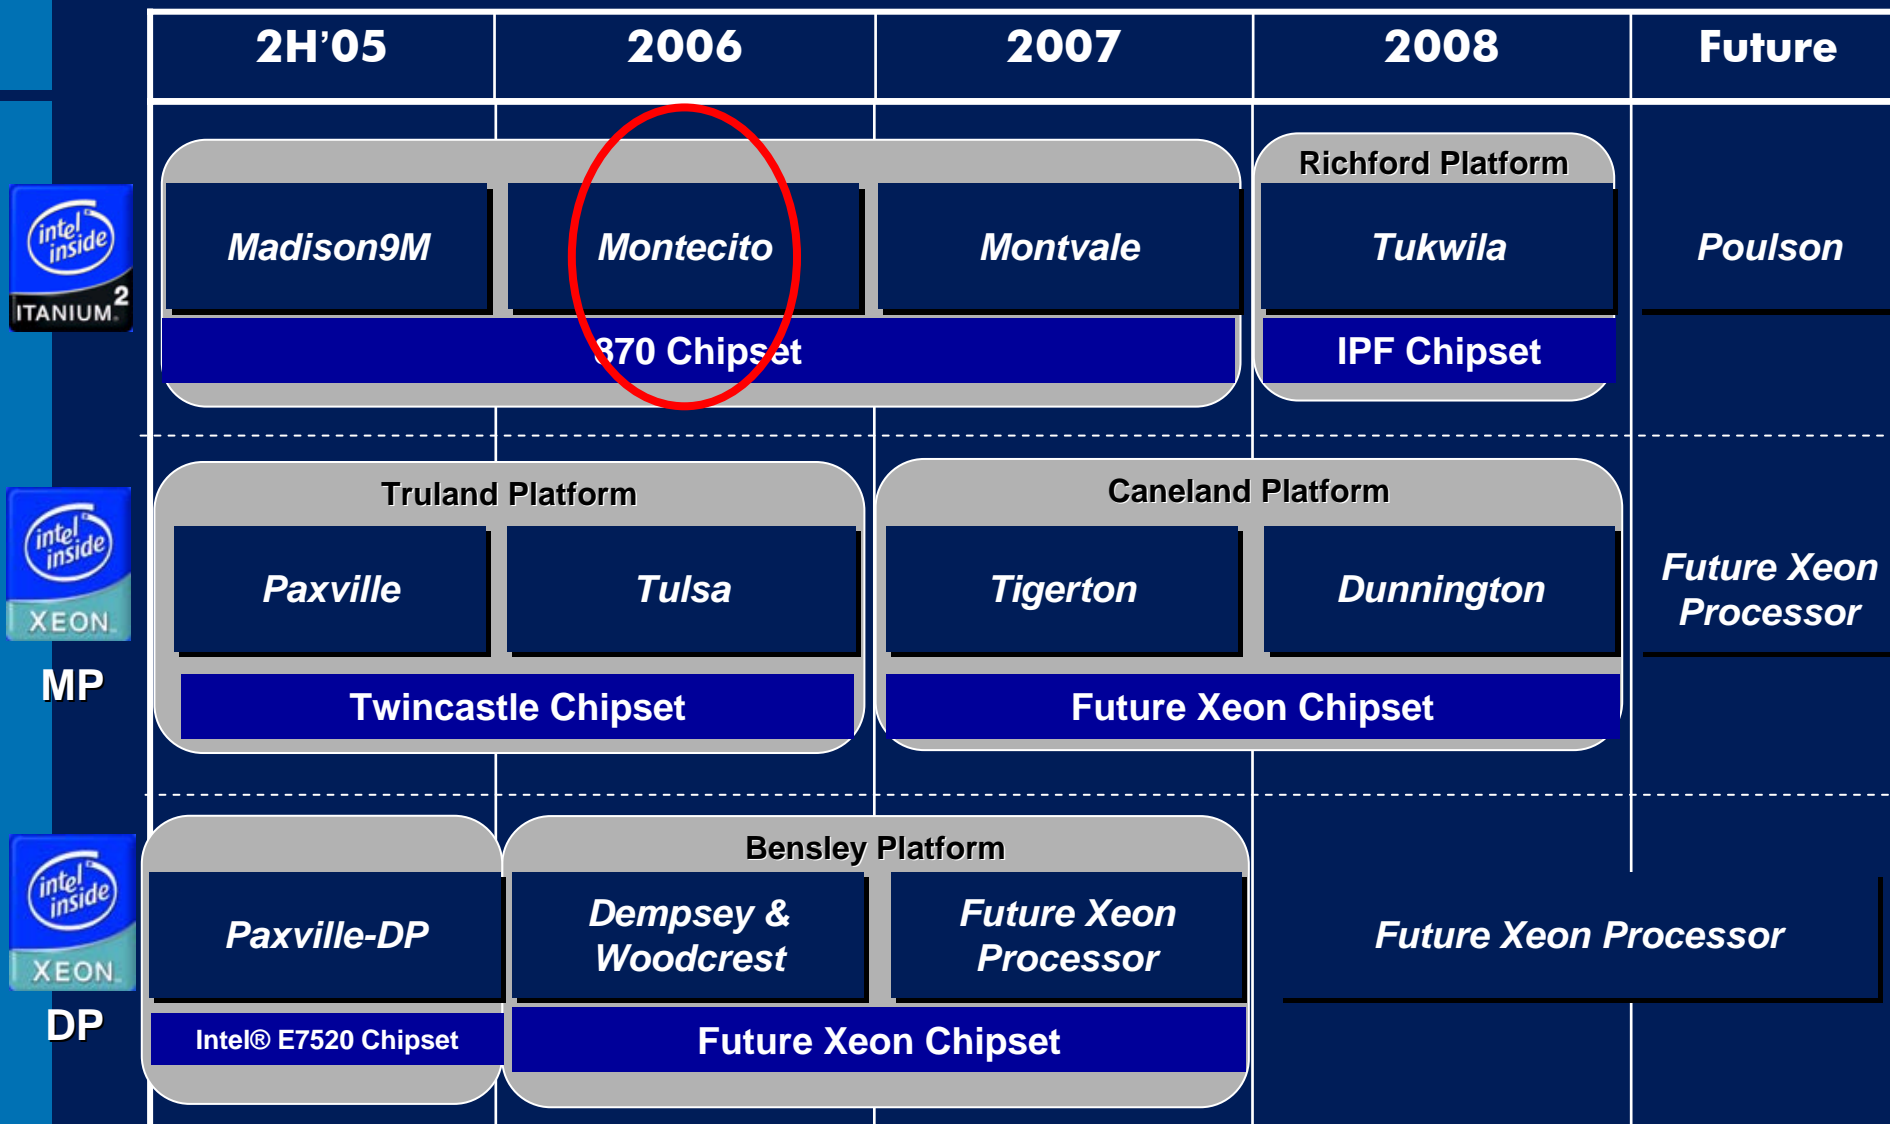 2H'05 2006 2007 2008 Future
Richford Platform
intel inside ITANIUM® 2
Madison9M Montecito Montvale Tukwila Poulson
870 Chipset IPF Chipset
Truland Platform Caneland Platform
intel inside XEON™
MP
Paxville Tulsa Tigerton Dunnington Future Xeon
Processor
Twincastle Chipset Future Xeon Chipset
Bensley Platform
intel inside XEON™
DP
Paxville-DP Dempsey & Future Xeon Future Xeon Processor
Woodcrest Processor
Intel® E7520 Chipset Future Xeon Chipset